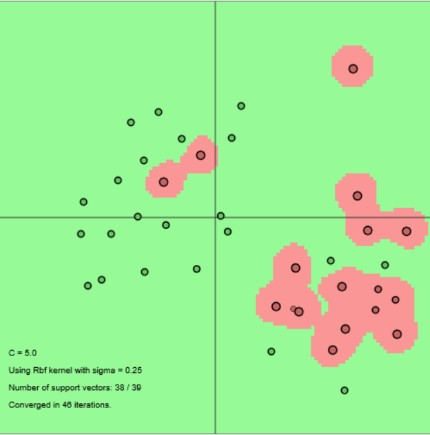 C = 5.0
Using Rbf kernel with sigma = 0.25
Number of support vectors: 38 / 39
Converged in 46 iterations.